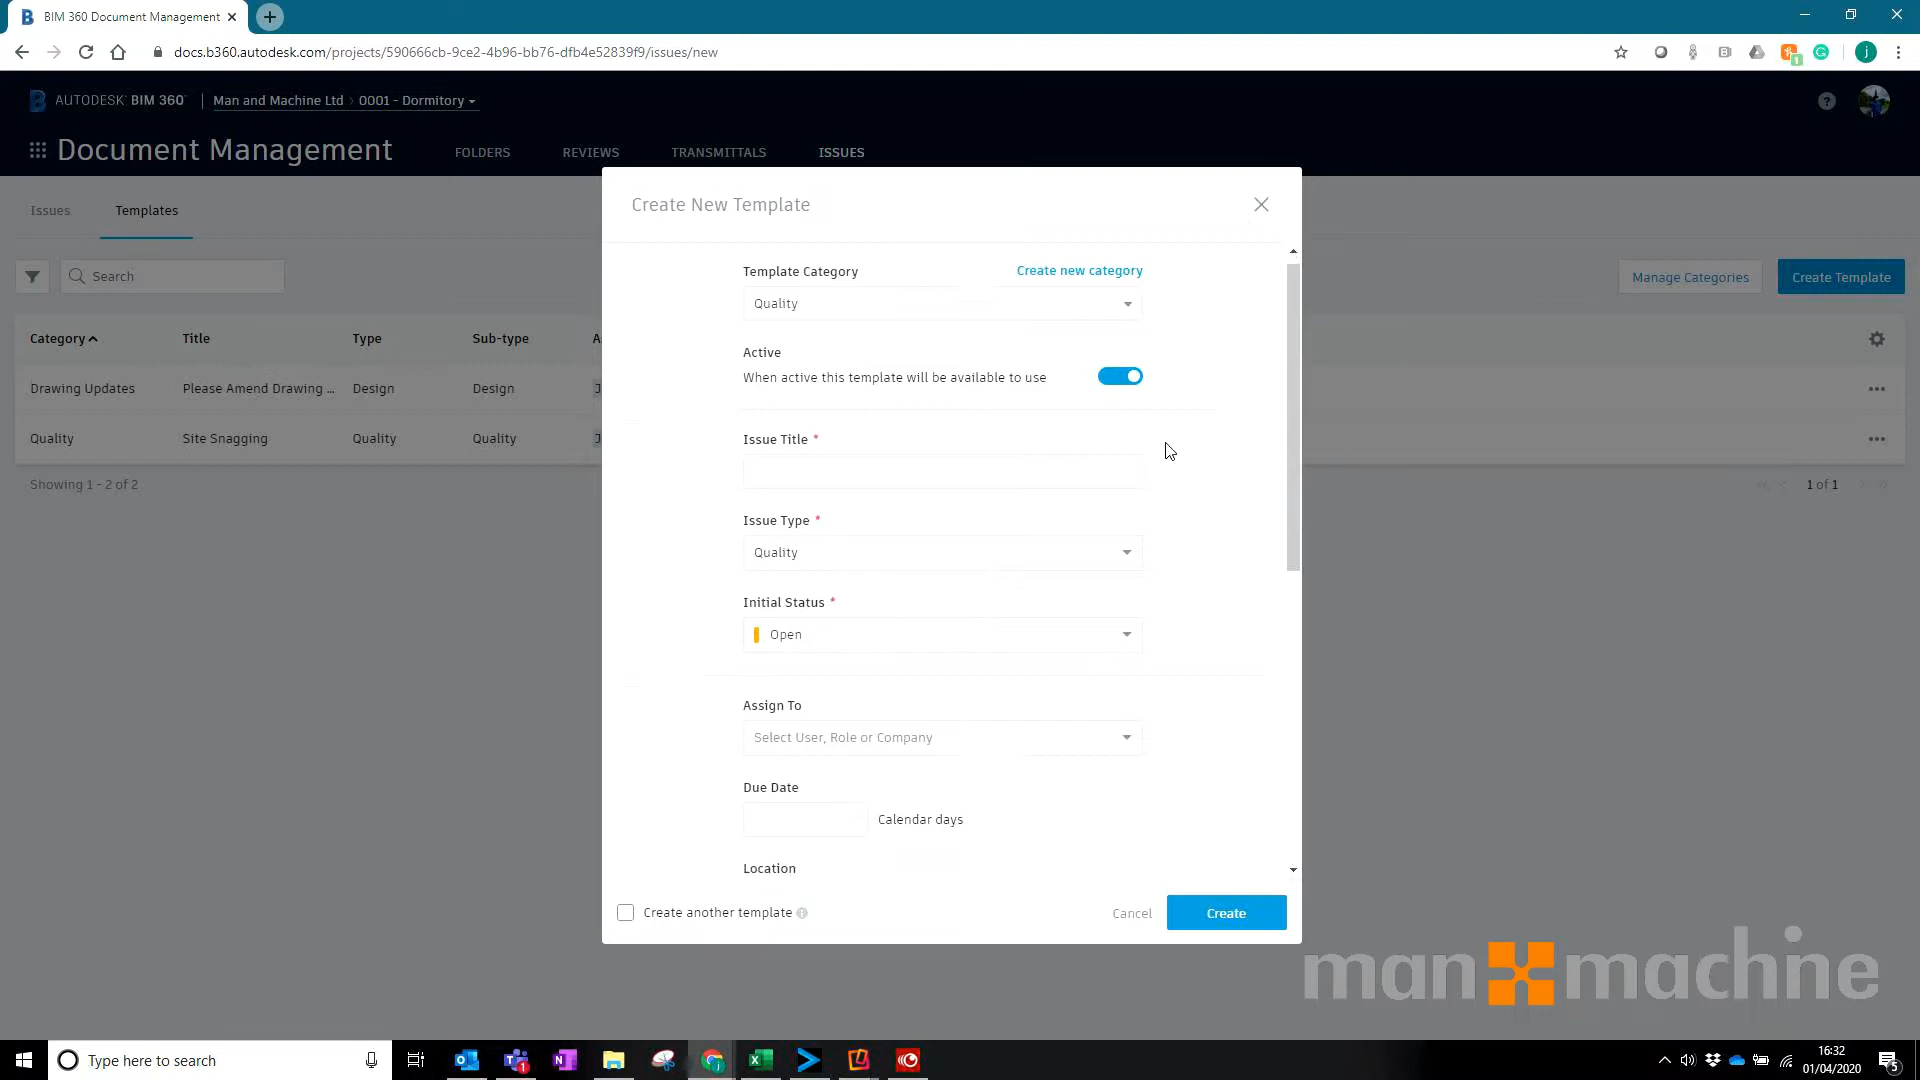 BIM 360 Document Management
docs.b360.autodesk.com/projects/590666cb-9ce2-4b96-bb76-dfb4e52839f9/issues/new
AUTODESK® BIM 360™ | Man and Machine Ltd > 0001 - Dormitory
Document Management FOLDERS REVIEWS TRANSMITTALS ISSUES
Issues Templates
Search
Manage Categories Create Template
Category Title Type Sub-type
Drawing Updates Please Amend Drawing ... Design Design J
Quality Site Snagging Quality Quality J
Showing 1 - 2 of 2
1 of 1
Create New Template
Template Category Create new category
Quality
Active
When active this template will be available to use
Issue Title *
Issue Type *
Quality
Initial Status *
Open
Assign To
Select User, Role or Company
Due Date
Calendar days
Location
Create another template
Cancel Create
man machine
Type here to search
16:32
01/04/2020